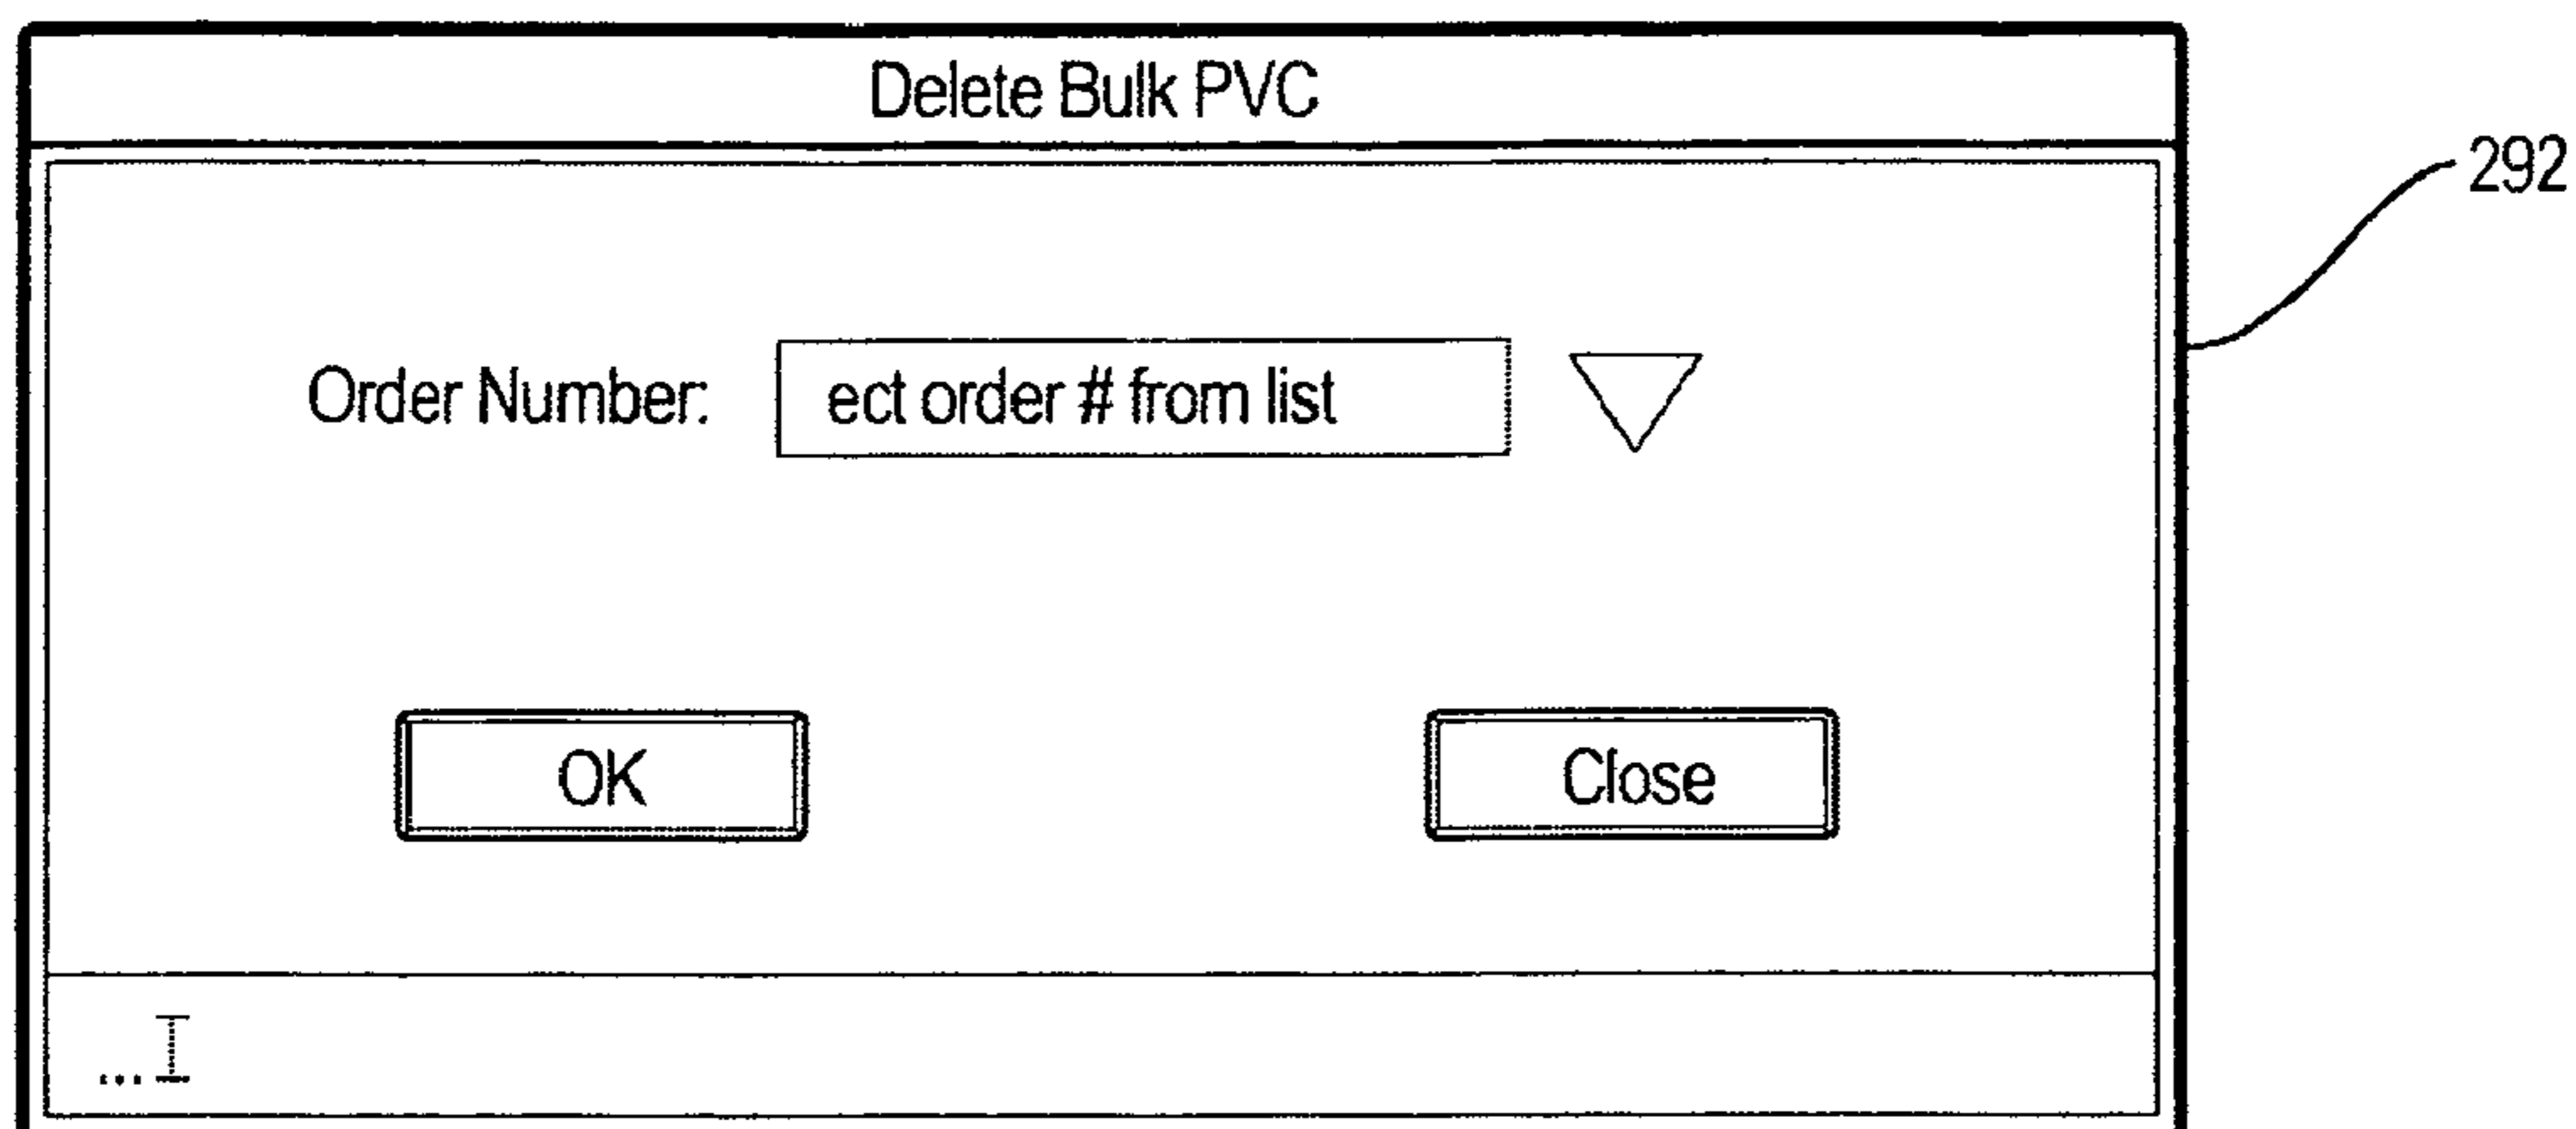 Delete Bulk PVC
292
Order Number: ect order # from list
OK Close
...